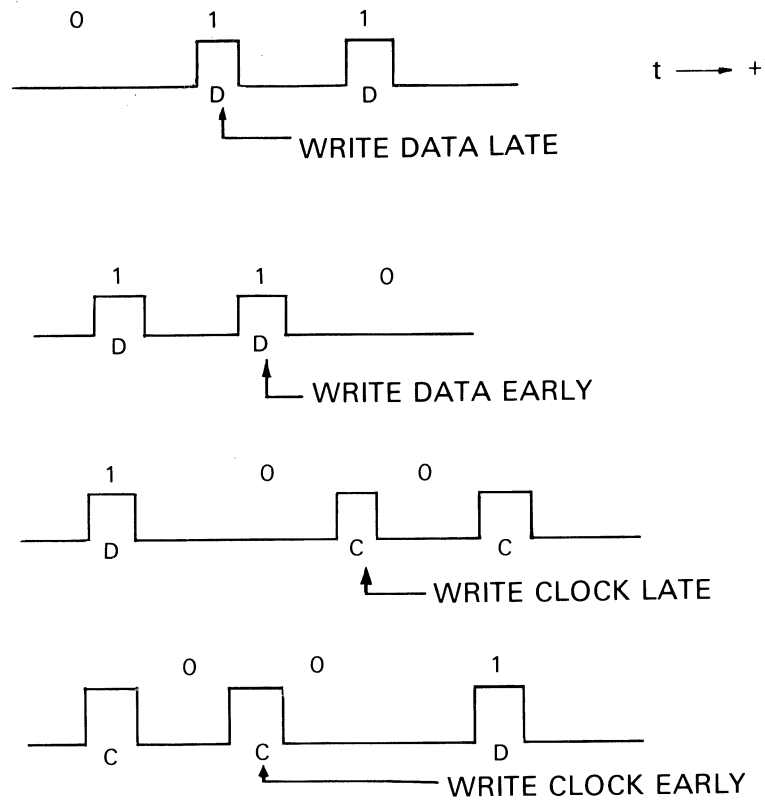 0 1 1
t → +
D D
WRITE DATA LATE
1 1 0
D D
WRITE DATA EARLY
1 0 0
D C C
WRITE CLOCK LATE
0 0 1
C C D
WRITE CLOCK EARLY